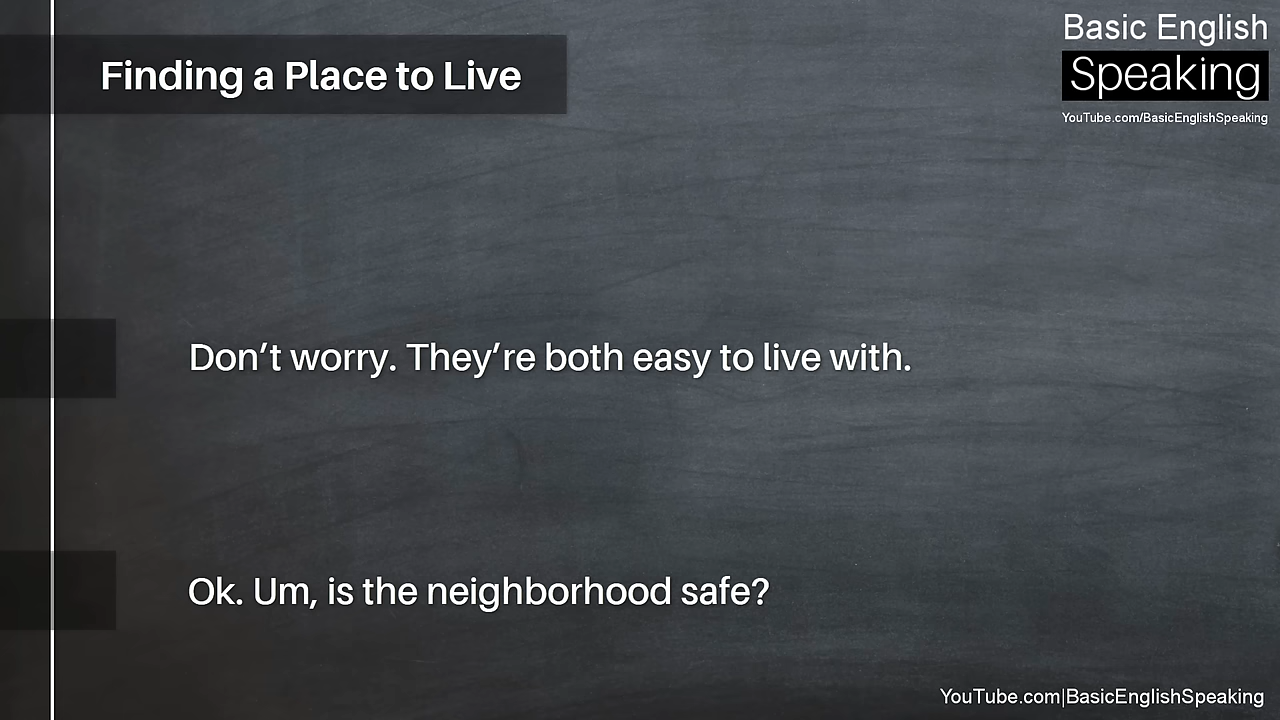 Basic English
Speaking
YouTube.com/BasicEnglishSpeaking
Finding a Place to Live
Don’t worry. They’re both easy to live with.
Ok. Um, is the neighborhood safe?
YouTube.com|BasicEnglishSpeaking